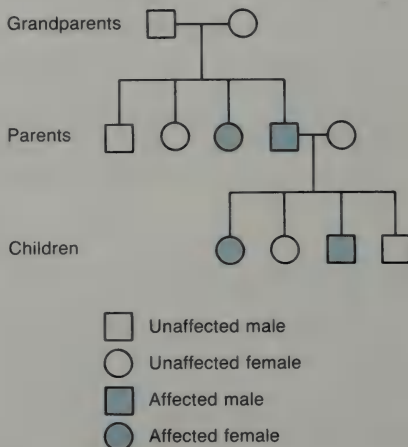 Grandparents
Parents
Children
Unaffected male
Unaffected female
Affected male
Affected female